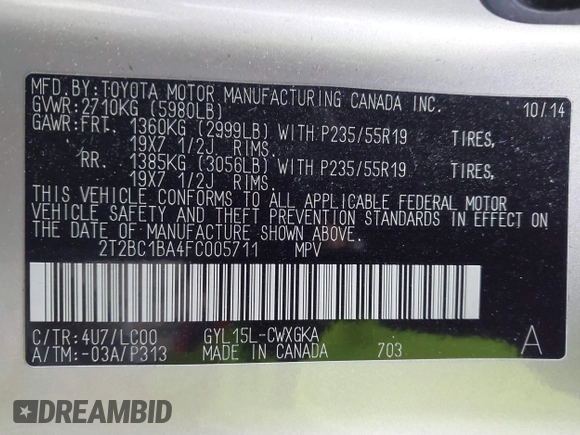 MFD.BY:TOYOTA MOTOR MANUFACTURING CANADA INC.
GVWR:2710KG (5980LB) 10/14
GAWR:FRT. 1360KG (2999LB) WITH P235/55R19 TIRES,
19X7 1/2J RIMS.
RR. 1385KG (3056LB) WITH P235/55R19 TIRES,
19X7 1/2J RIMS.
THIS VEHICLE CONFORMS TO ALL APPLICABLE FEDERAL MOTOR
VEHICLE SAFETY AND THEFT PREVENTION STANDARDS IN EFFECT ON
THE DATE OF MANUFACTURE SHOWN ABOVE.
2T2BC1BA4FC005711 MPV
C/TR:4U7/LC00 GYL15L-CWXGKA
A/TM:-03A/P313 MADE IN CANADA 703 A
DREAMBID